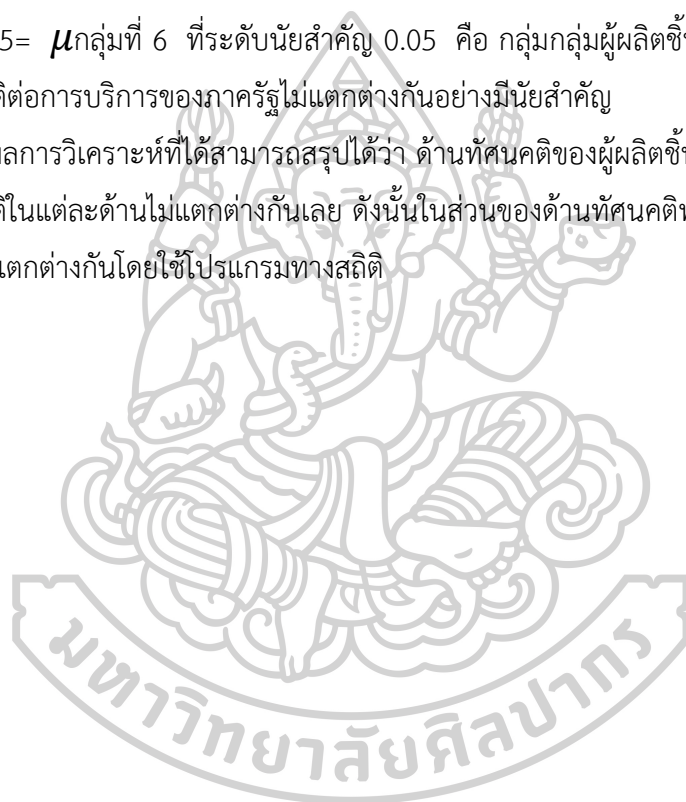 5= μกลุ่มที่ 6 ที่ระดับนัยสำคัญ 0.05 คือ กลุ่มกลุ่มผู้ผลิตชิ้น
ติต่อการบริการของภาครัฐไม่แตกต่างกันอย่างมีนัยสำคัญ
ผลการวิเคราะห์ที่ได้สามารถสรุปได้ว่า ด้านทัศนคติของผู้ผลิตชิ้น
ติในแต่ละด้านไม่แตกต่างกันเลย ดังนั้นในส่วนของด้านทัศนคติ
แตกต่างกันโดยใช้โปรแกรมทางสถิติ
มหาวิทยาลัยศิลปากร